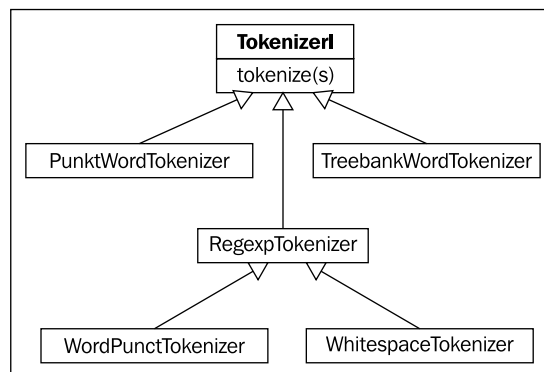 TokenizerI
tokenize(s)
PunktWordTokenizer
TreebankWordTokenizer
RegexpTokenizer
WordPunctTokenizer
WhitespaceTokenizer